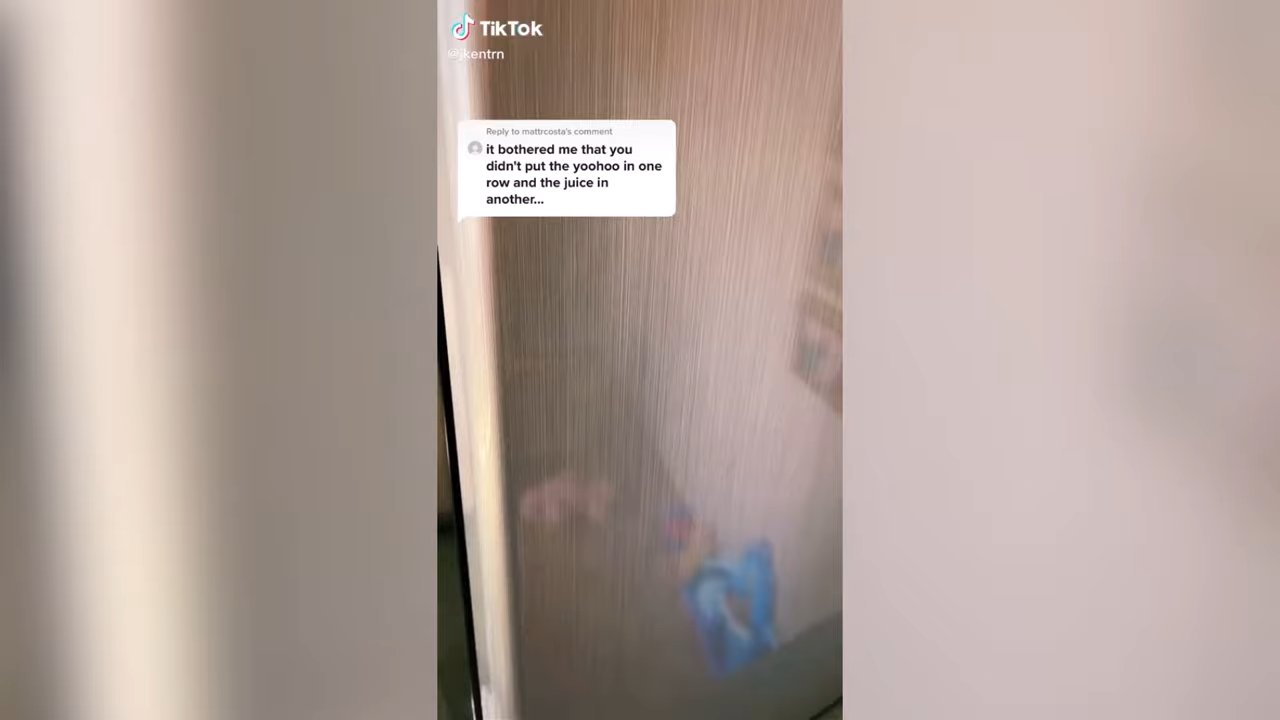 TikTok
@jkentrn
Reply to mattrcosta's comment
it bothered me that you
didn't put the yoohoo in one
row and the juice in
another...